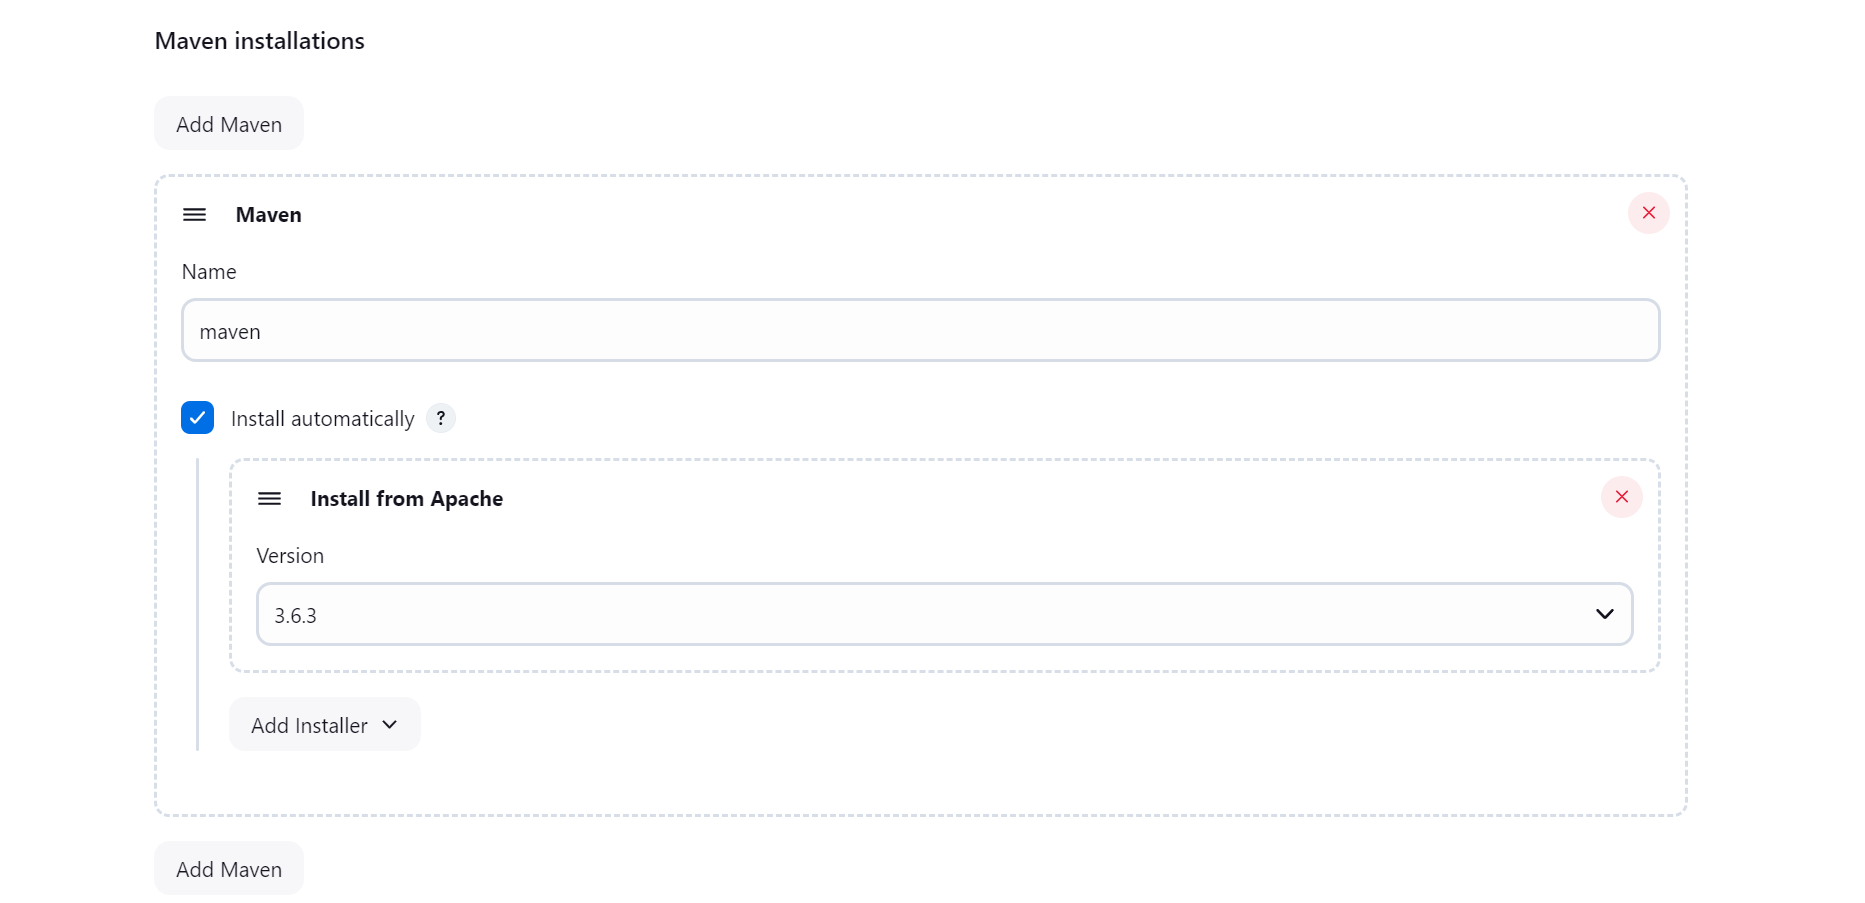 Maven installations
Add Maven
Maven
Name
maven
Install automatically ?
Install from Apache
Version
3.6.3
Add Installer
Add Maven